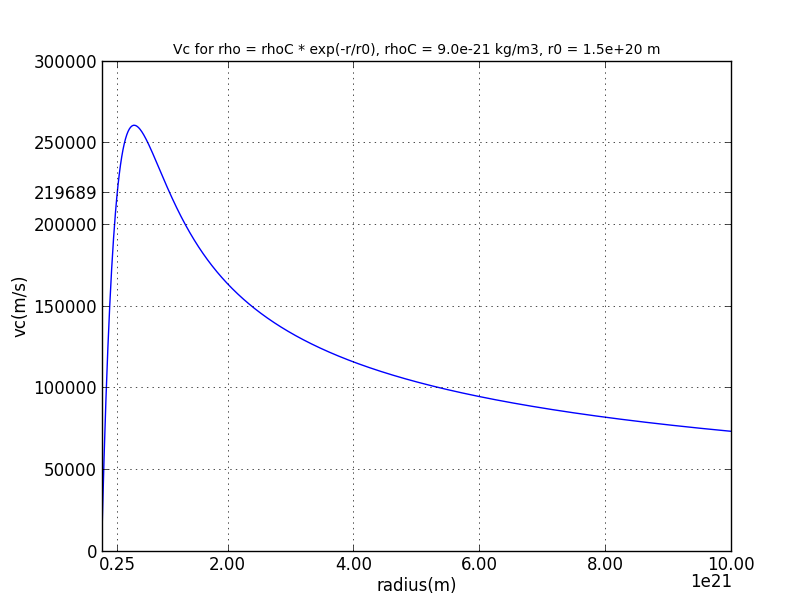 Vc for rho = rhoC * exp(-r/r0), rhoC = 9.0e-21 kg/m3, r0 = 1.5e+20 m
300000
250000
219689
200000
150000
100000
50000
0
vc(m/s)
0.25 2.00 4.00 6.00 8.00 10.00
1e21
radius(m)